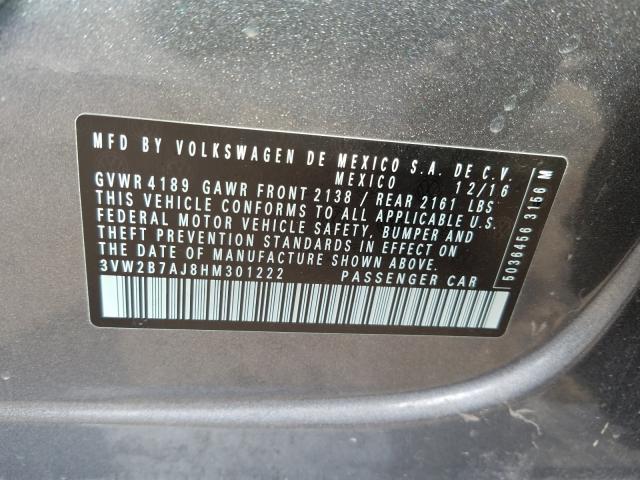 MFD BY VOLKSWAGEN DE MEXICO S.A. DE C.V.
MEXICO 12/16
GVWR 4189 GAWR FRONT 2138 / REAR 2161 LBS
THIS VEHICLE CONFORMS TO ALL APPLICABLE U.S.
FEDERAL MOTOR VEHICLE SAFETY, BUMPER AND
THEFT PREVENTION STANDARDS IN EFFECT ON
THE DATE OF MANUFACTURE SHOWN ABOVE.
3VW2B7AJ8HM301222 PASSENGER CAR
5036456 3166 M